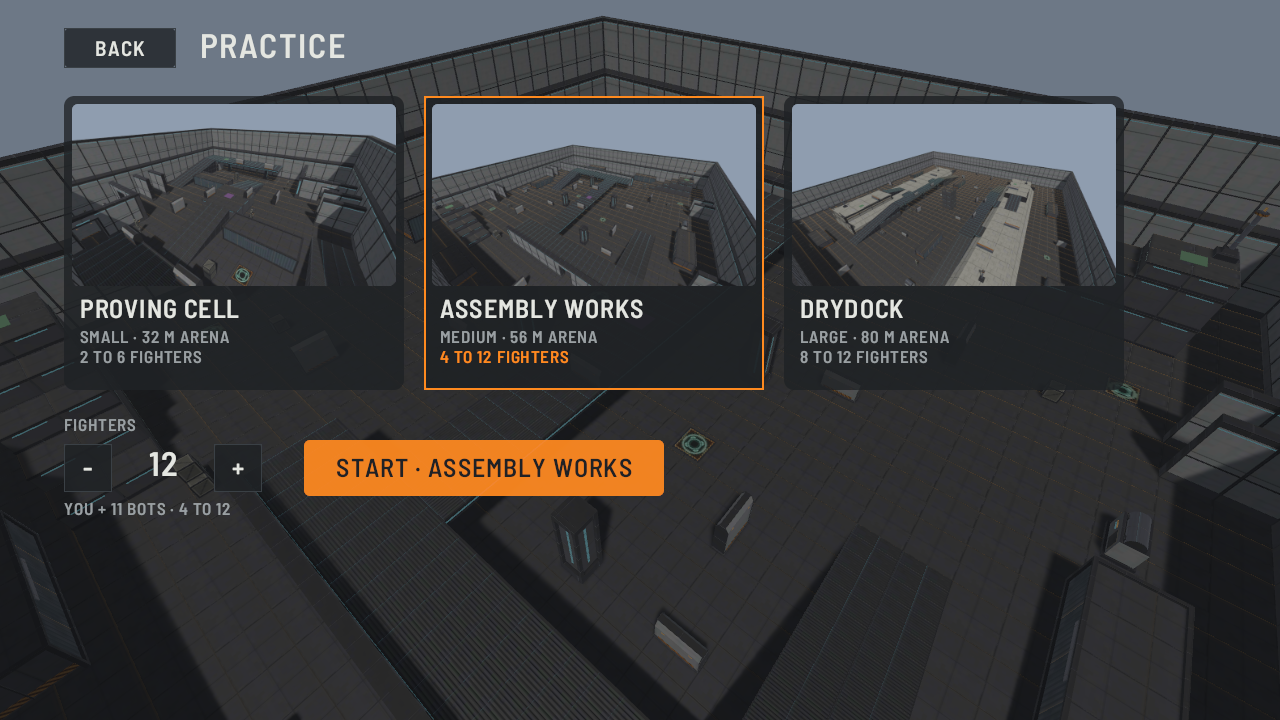 BACK
PRACTICE
PROVING CELL
SMALL · 32 M ARENA
2 TO 6 FIGHTERS
ASSEMBLY WORKS
MEDIUM · 56 M ARENA
4 TO 12 FIGHTERS
DRYDOCK
LARGE · 80 M ARENA
8 TO 12 FIGHTERS
FIGHTERS
- 12 +
START · ASSEMBLY WORKS
YOU + 11 BOTS · 4 TO 12